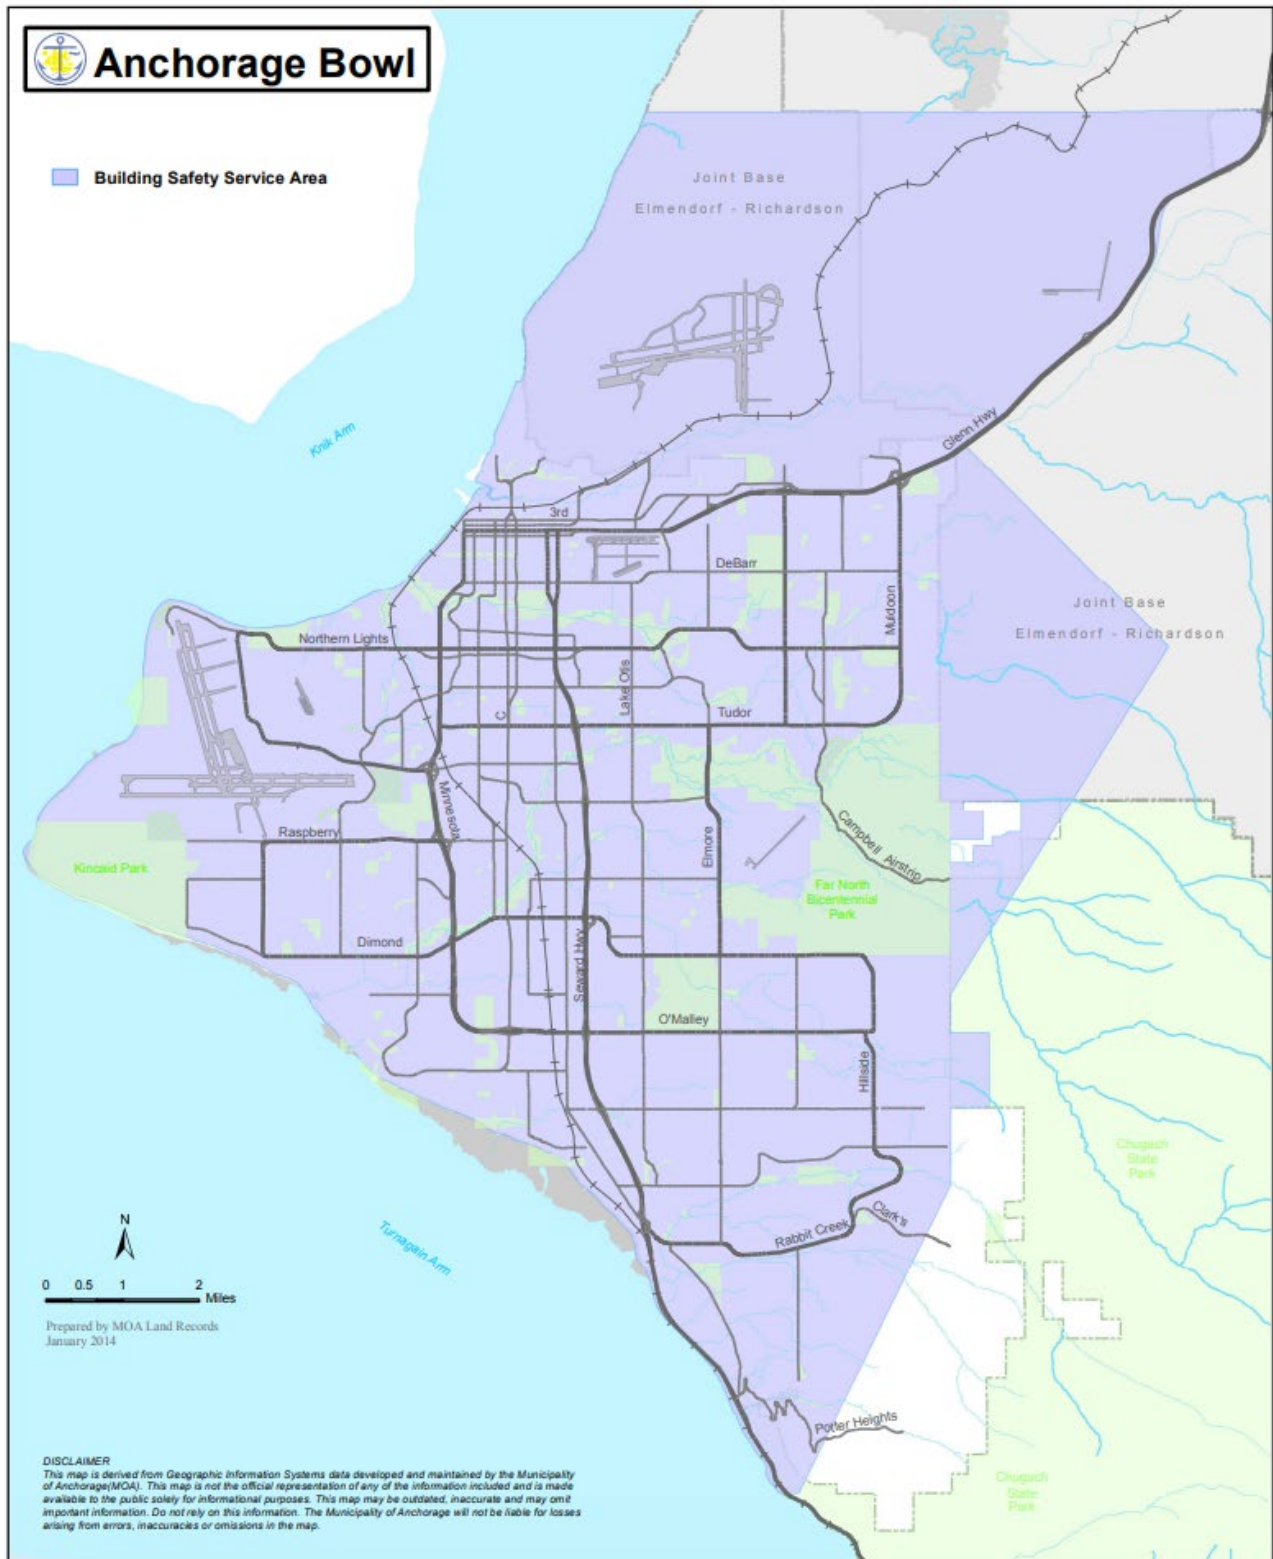 Anchorage Bowl
Building Safety Service Area
Joint Base
Elmendorf - Richardson
Glenn Hwy
Knik Arm
3rd
DeBarr
Muldoon
Joint Base
Elmendorf - Richardson
Northern Lights
Lake Otis
C
Tudor
Minnesota
Raspberry
Elmore
Campbell Airstrip
Kincaid Park
Far North
Bicentennial
Park
Dimond
Seward Hwy
O'Malley
Hillside
Chugach
State
Park
Rabbit Creek
Clark's
Turnagain Arm
N
0 0.5 1 2
Miles
Prepared by MOA Land Records
January 2014
Potter Heights
Chugach
State
Park
DISCLAIMER
This map is derived from Geographic Information Systems data developed and maintained by the Municipality
of Anchorage(MOA). This map is not the official representation of any of the information included and is made
available to the public solely for informational purposes. This map may be outdated, inaccurate and may omit
important information. Do not rely on this information. The Municipality of Anchorage will not be liable for losses
arising from errors, inaccuracies or omissions in the map.